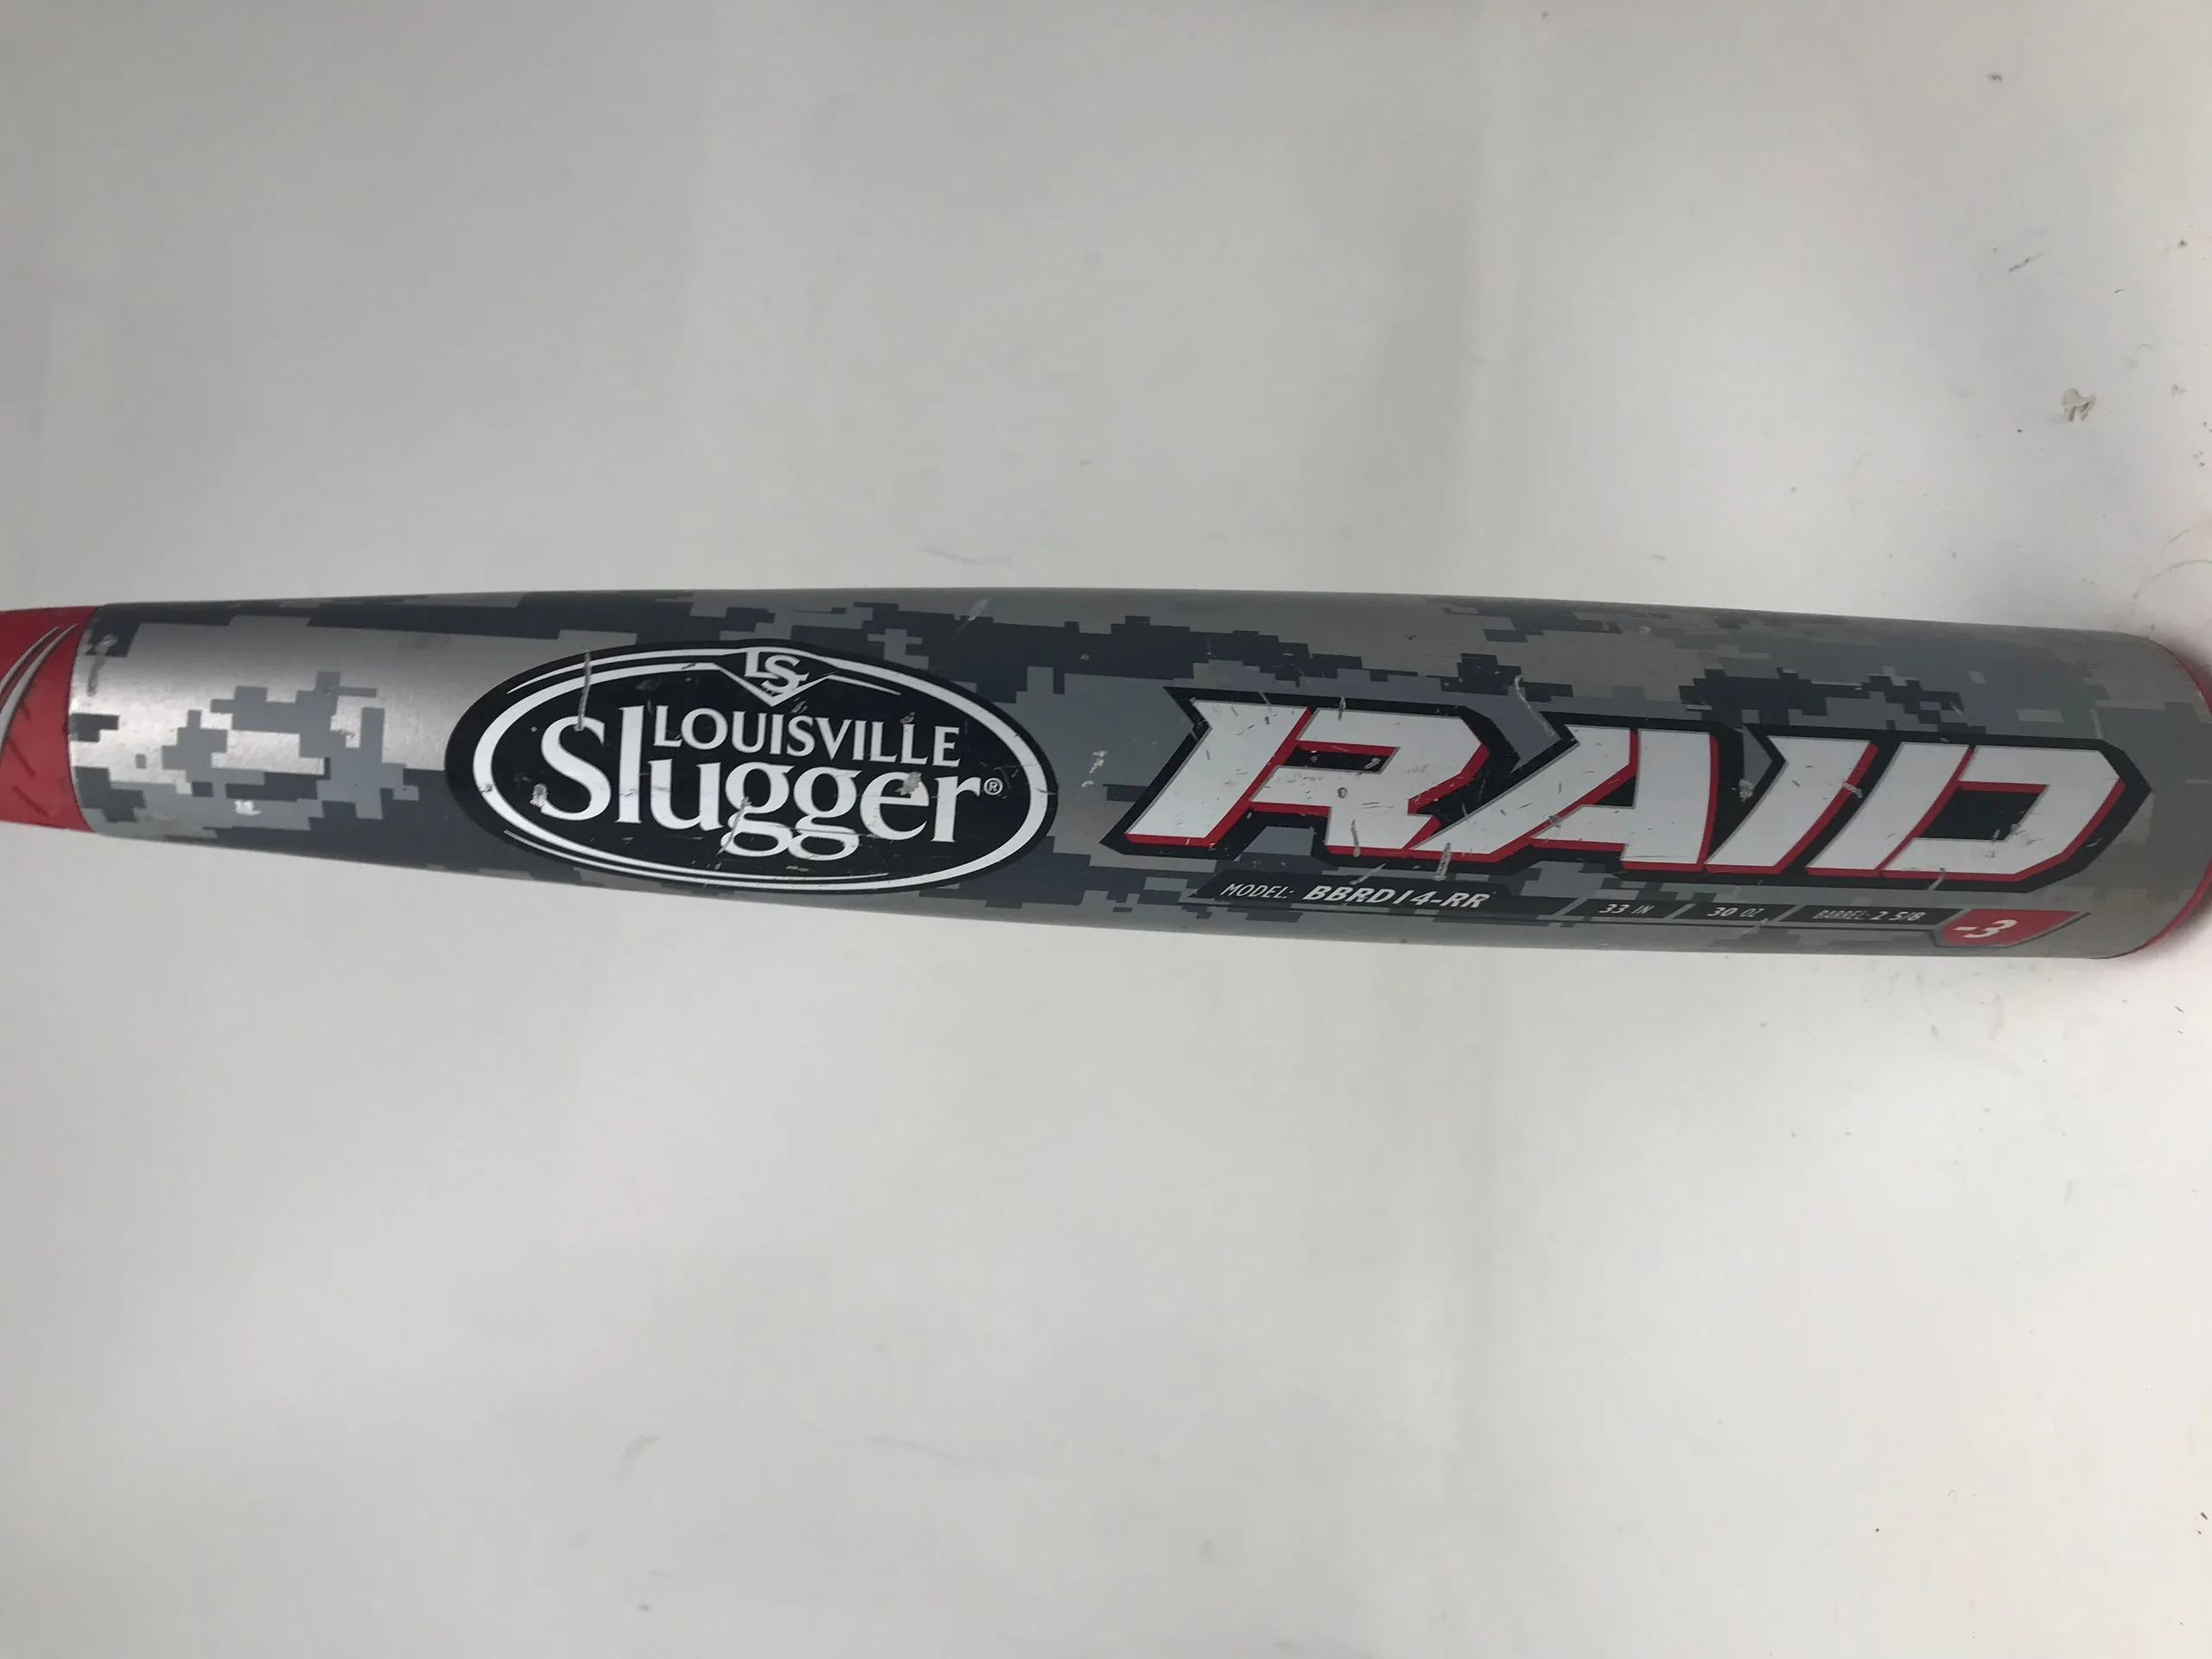 LS
LOUISVILLE
Slugger®
RAID
MODEL: BBRD14-RR 33 IN 30 OZ BARREL: 2 5/8 -3